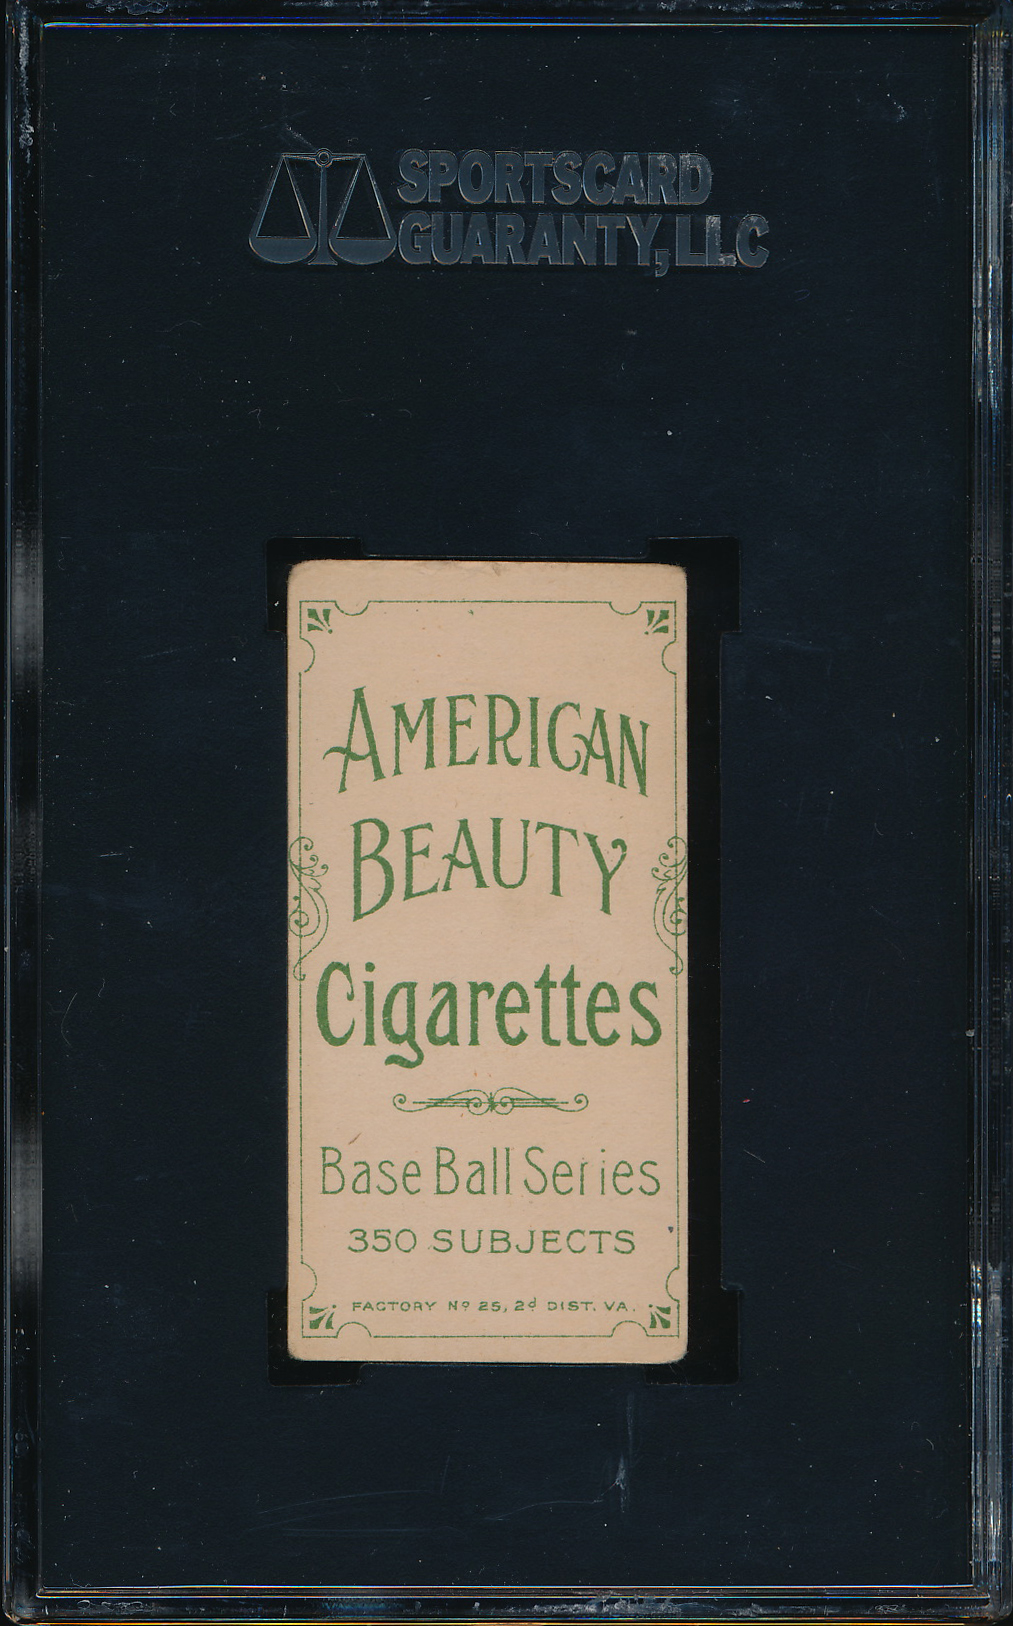 SPORTSCARD
GUARANTY, LLC
AMERICAN
BEAUTY
Cigarettes
Base Ball Series
350 SUBJECTS
FACTORY Nº 25, 2d DIST. VA.